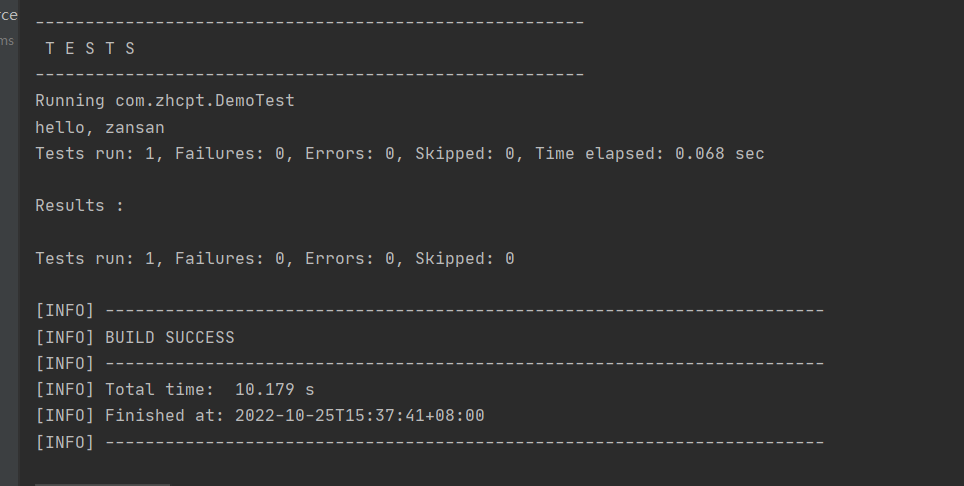 rce
ms
-------------------------------------------------------
T E S T S
-------------------------------------------------------
Running com.zhcpt.DemoTest
hello, zansan
Tests run: 1, Failures: 0, Errors: 0, Skipped: 0, Time elapsed: 0.068 sec
Results :
Tests run: 1, Failures: 0, Errors: 0, Skipped: 0
[INFO] ------------------------------------------------------------------------
[INFO] BUILD SUCCESS
[INFO] ------------------------------------------------------------------------
[INFO] Total time:  10.179 s
[INFO] Finished at: 2022-10-25T15:37:41+08:00
[INFO] ------------------------------------------------------------------------